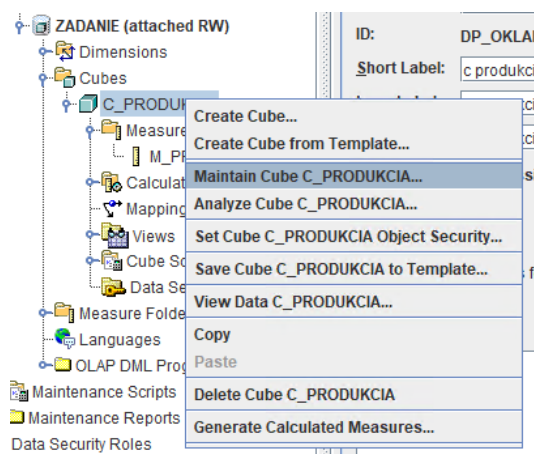 ZADANIE (attached RW)
Dimensions
Cubes
C_PRODUK
Measure
M_P
Calculat
Mapping
Views
Cube Sc
Data Se
Measure Folde
Languages
OLAP DML Prog
Maintenance Scripts
Maintenance Reports
Data Security Roles
ID: DP_OKLA
Short Label: c produkci
Create Cube...
Create Cube from Template...
Maintain Cube C_PRODUKCIA...
Analyze Cube C_PRODUKCIA...
Set Cube C_PRODUKCIA Object Security...
Save Cube C_PRODUKCIA to Template...
View Data C_PRODUKCIA...
Copy
Paste
Delete Cube C_PRODUKCIA
Generate Calculated Measures...